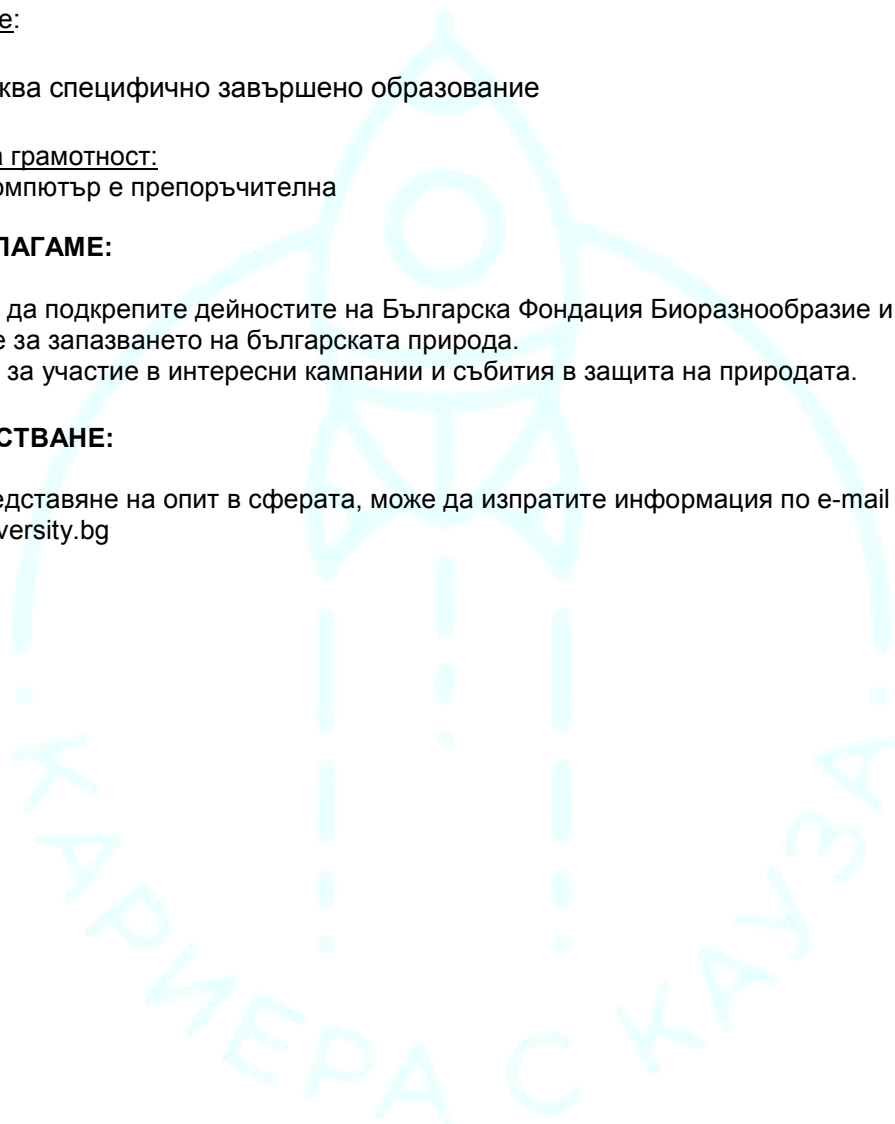 е:
ква специфично завършено образование
а грамотност:
омпютър е препоръчителна
ЛАГАМЕ:
да подкрепите дейностите на Българска Фондация Биоразнообразие и
е за запазването на българската природа.
за участие в интересни кампании и събития в защита на природата.
СТВАНЕ:
едставяне на опит в сферата, може да изпратите информация по e-mail
versity.bg
КАРИЕРА С КАУЗА